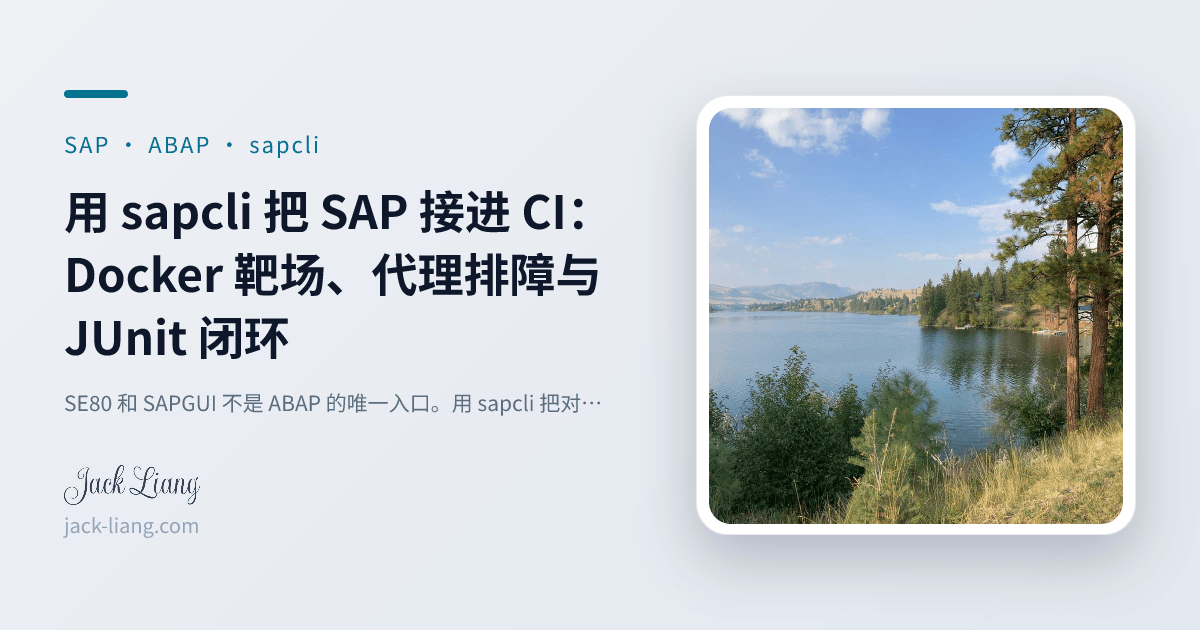 SAP • ABAP • sapcli
用 sapcli 把 SAP 接进 CI：
Docker 靶场、代理排障与
JUnit 闭环
SE80 和 SAPGUI 不是 ABAP 的唯一入口。用 sapcli 把对…
Jack Liang
jack-liang.com